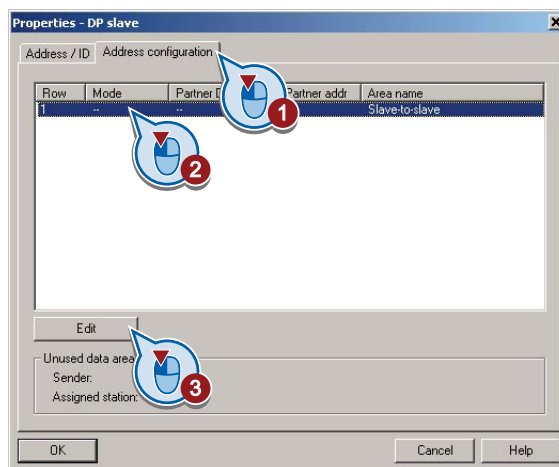 Properties - DP slave
Address / ID Address configuration
Row Mode Partner D Partner addr Area name
1 -- -- Slave-to-slave
1
2
Edit
3
Unused data area
Sender:
Assigned station:
OK Cancel Help